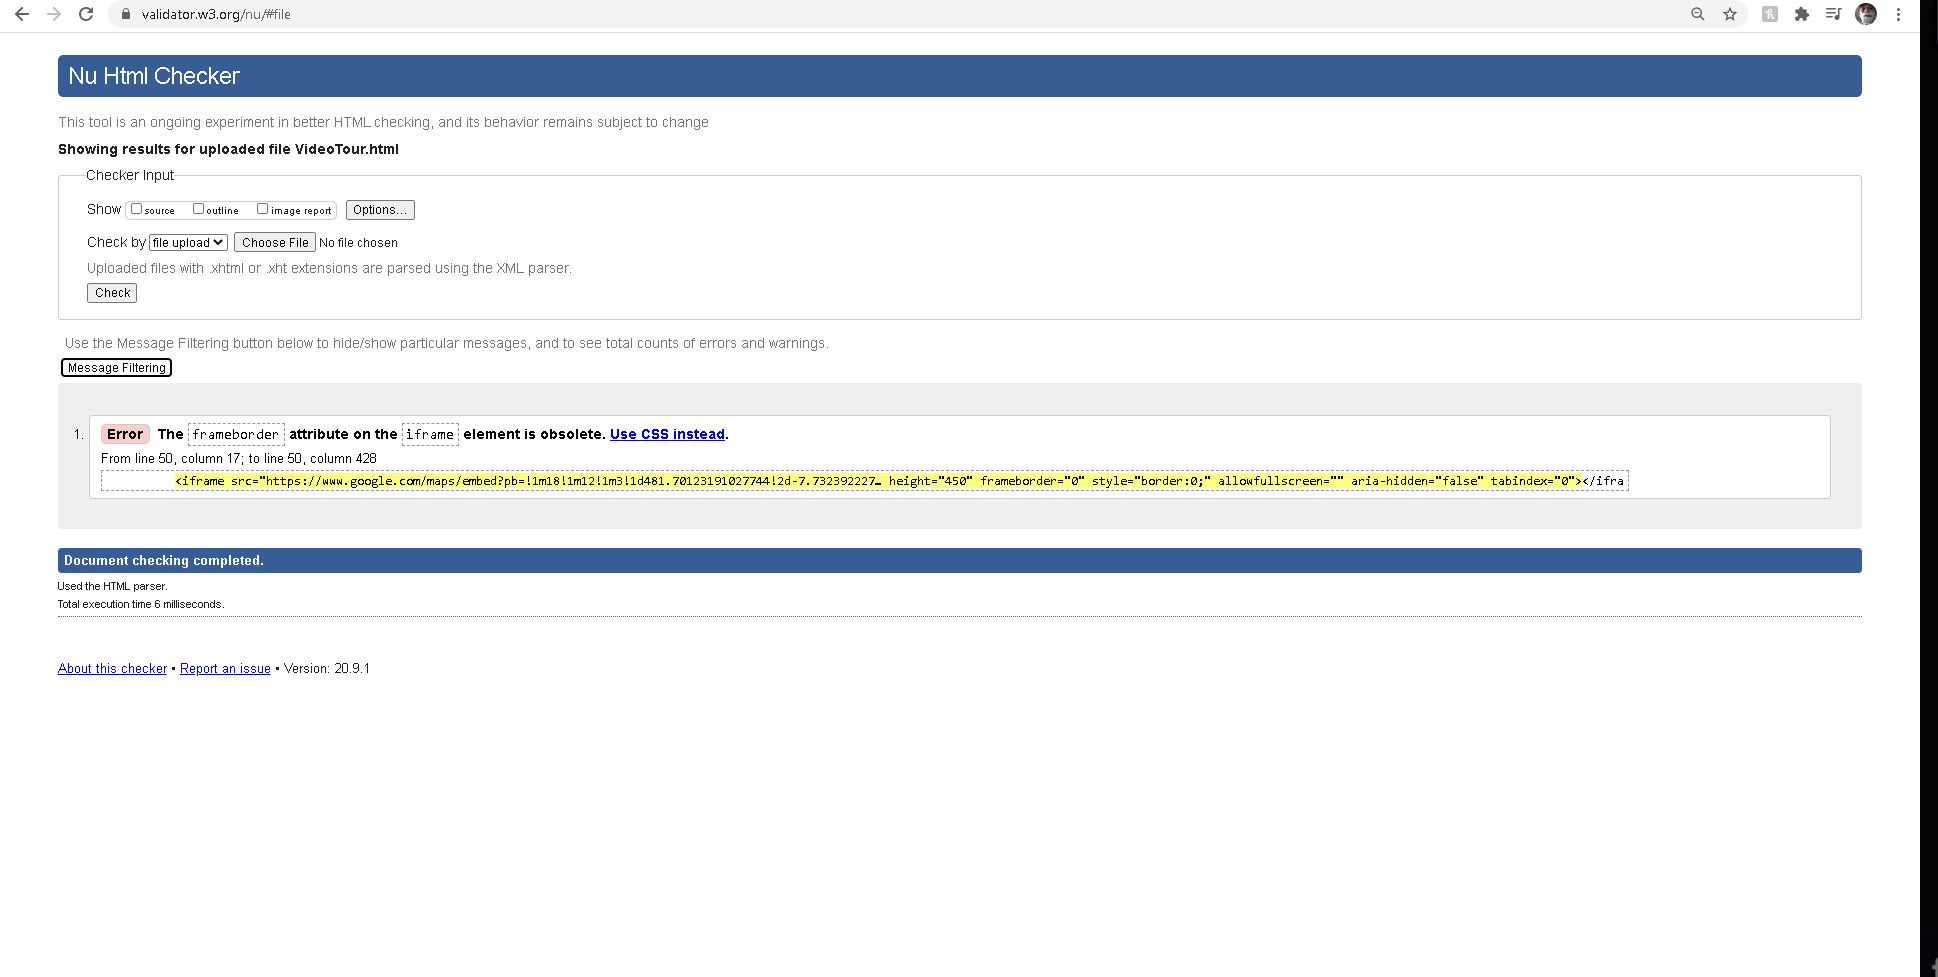 validator.w3.org/nu/#file
Nu Html Checker
This tool is an ongoing experiment in better HTML checking, and its behavior remains subject to change
Showing results for uploaded file VideoTour.html
Checker Input
Show source outline image report Options...
Check by file upload Choose File No file chosen
Uploaded files with .xhtml or .xht extensions are parsed using the XML parser.
Check
Use the Message Filtering button below to hide/show particular messages, and to see total counts of errors and warnings.
Message Filtering
1. Error The frameborder attribute on the iframe element is obsolete. Use CSS instead.
From line 50, column 17; to line 50, column 428
<iframe src="https://www.google.com/maps/embed?pb=!1m18!1m12!1m3!1d481.70123191027744!2d-7.732392227… height="450" frameborder="0" style="border:0;" allowfullscreen="" aria-hidden="false" tabindex="0"></ifra
Document checking completed.
Used the HTML parser.
Total execution time 6 milliseconds.
About this checker • Report an issue • Version: 20.9.1